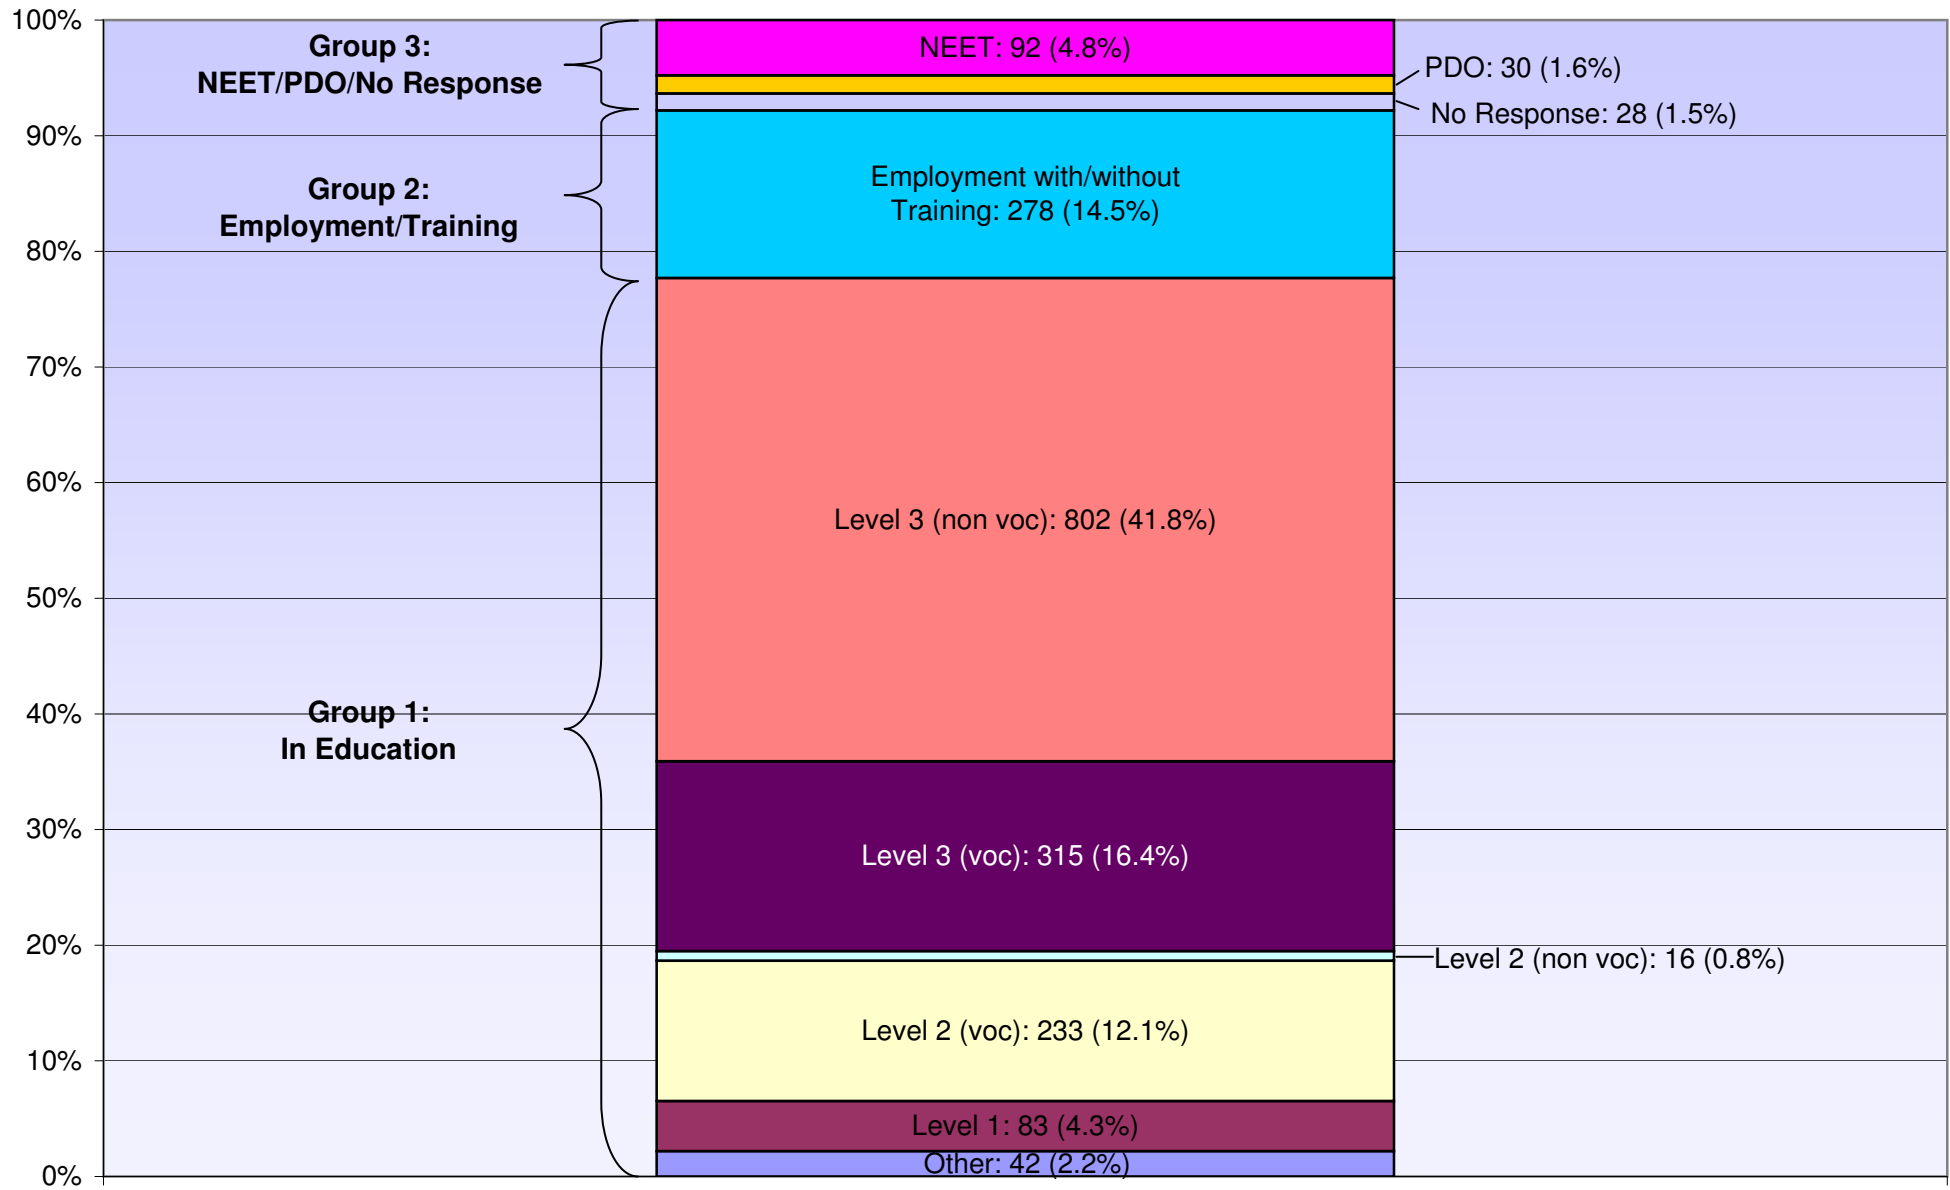 100%
90%
80%
70%
60%
50%
40%
30%
20%
10%
0%
Group 3:
NEET/PDO/No Response
Group 2:
Employment/Training
Group 1:
In Education
NEET: 92 (4.8%)
PDO: 30 (1.6%)
No Response: 28 (1.5%)
Employment with/without
Training: 278 (14.5%)
Level 3 (non voc): 802 (41.8%)
Level 3 (voc): 315 (16.4%)
Level 2 (non voc): 16 (0.8%)
Level 2 (voc): 233 (12.1%)
Level 1: 83 (4.3%)
Other: 42 (2.2%)